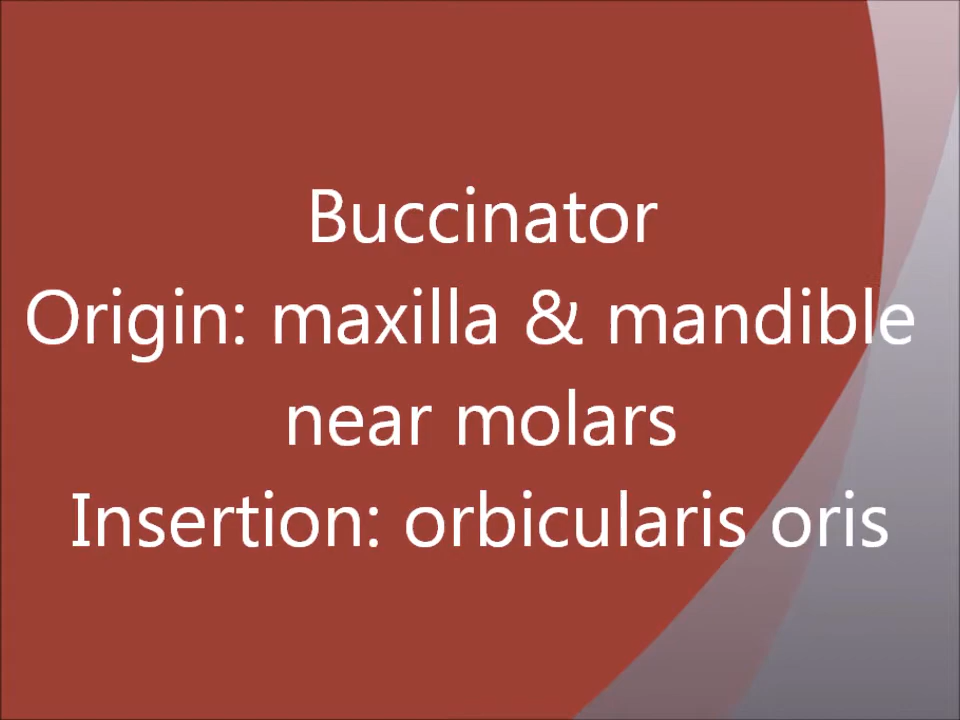 Buccinator
Origin: maxilla & mandible
near molars
Insertion: orbicularis oris